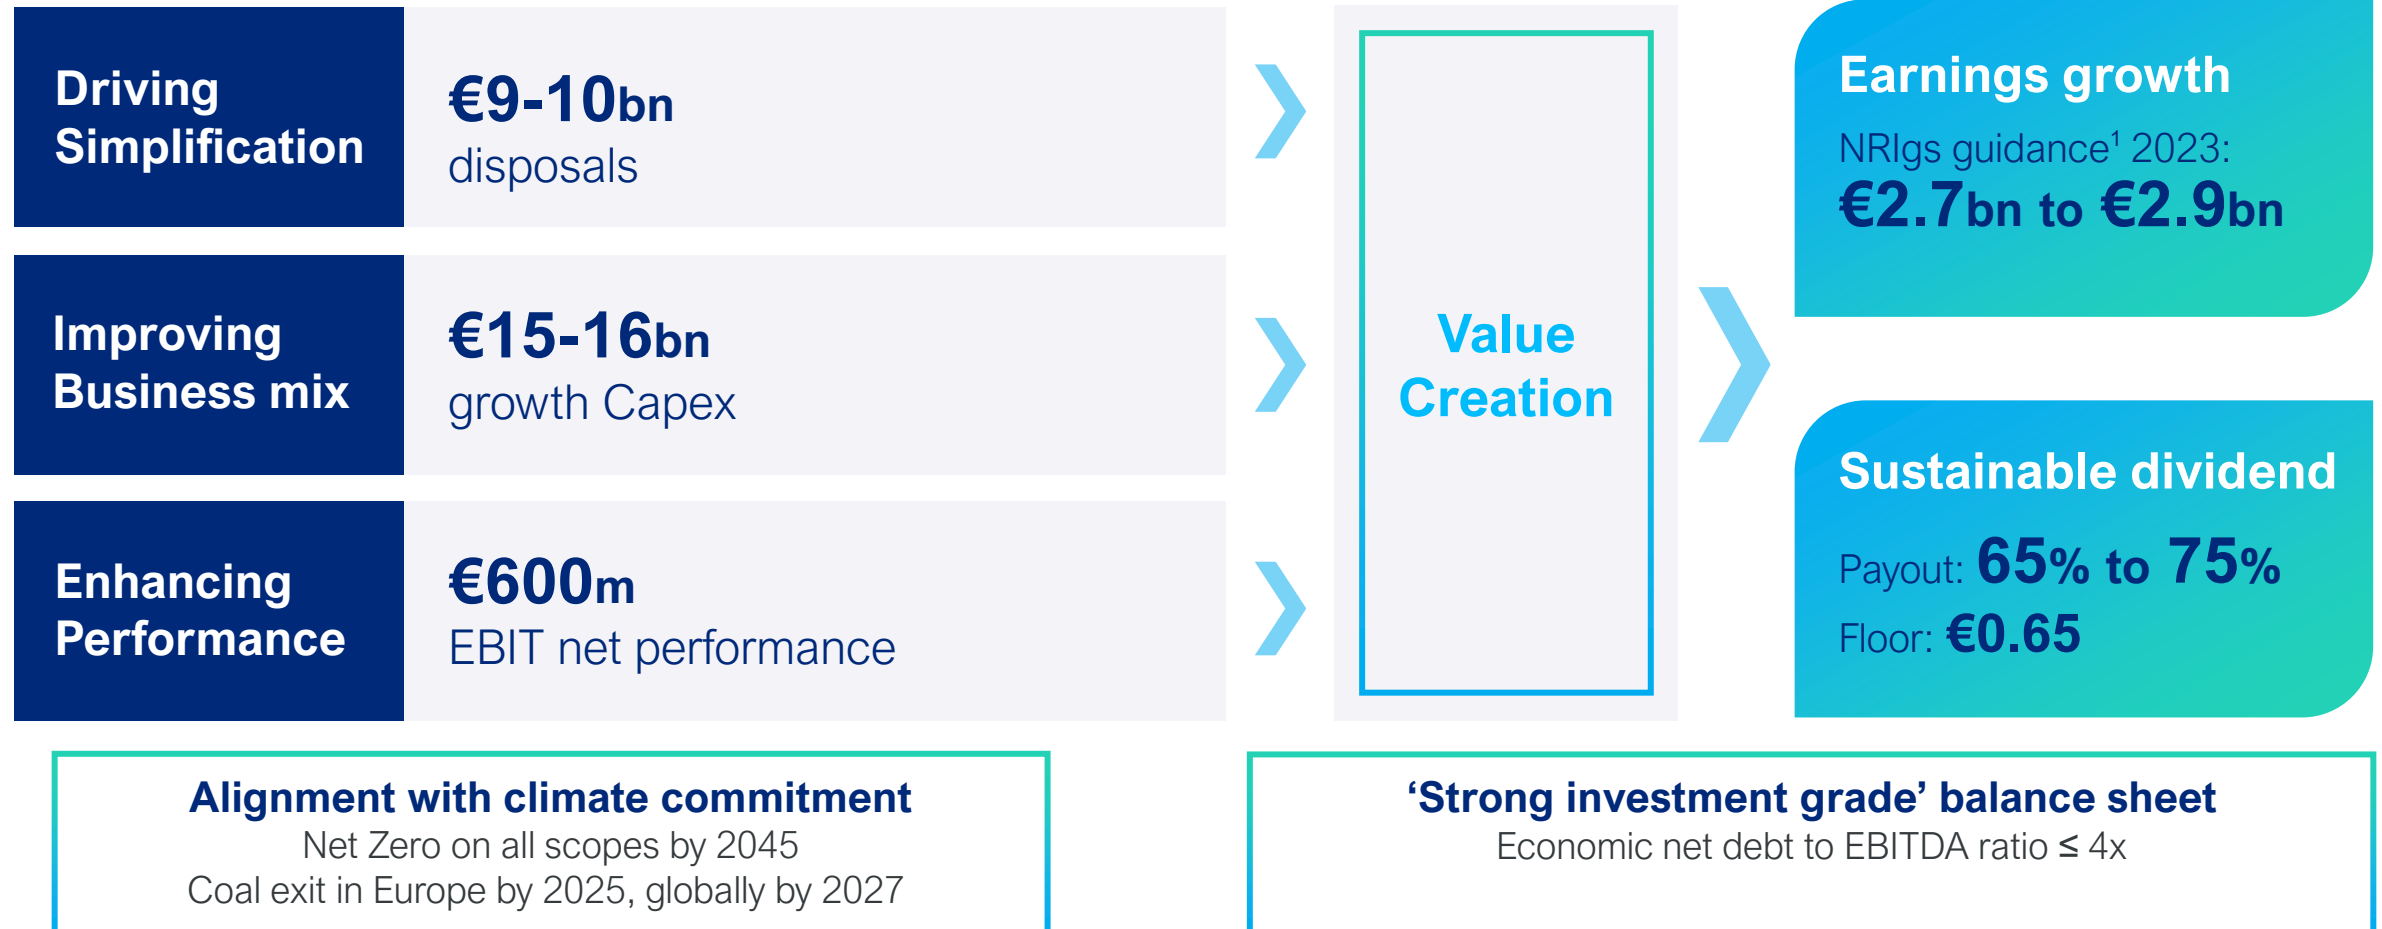 Driving
Simplification
€9-10bn
disposals
Improving
Business mix
€15-16bn
growth Capex
Enhancing
Performance
€600m
EBIT net performance
Value
Creation
Earnings growth
NRIgs guidance¹ 2023:
€2.7bn to €2.9bn
Sustainable dividend
Payout: 65% to 75%
Floor: €0.65
Alignment with climate commitment
Net Zero on all scopes by 2045
Coal exit in Europe by 2025, globally by 2027
‘Strong investment grade’ balance sheet
Economic net debt to EBITDA ratio ≤ 4x